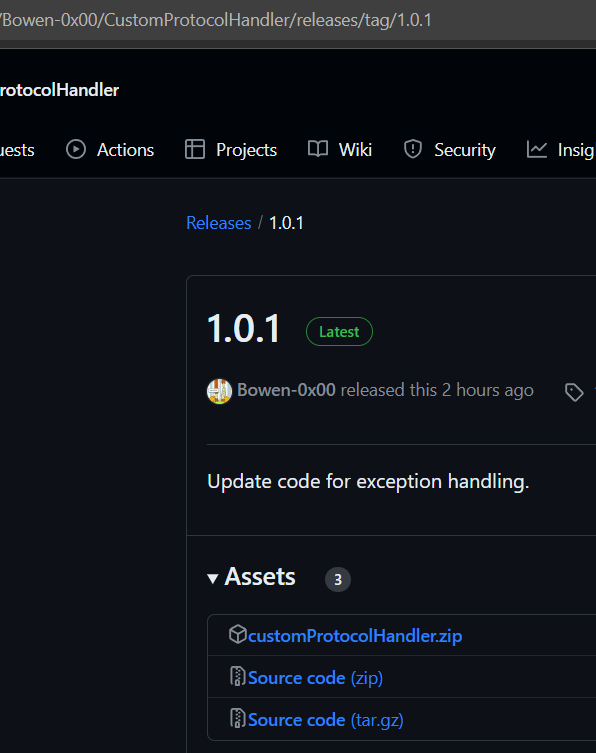 /Bowen-0x00/CustomProtocolHandler/releases/tag/1.0.1
rotocolHandler
uests Actions Projects Wiki Security Insig
Releases / 1.0.1
1.0.1 Latest
Bowen-0x00 released this 2 hours ago
Update code for exception handling.
Assets 3
customProtocolHandler.zip
Source code (zip)
Source code (tar.gz)